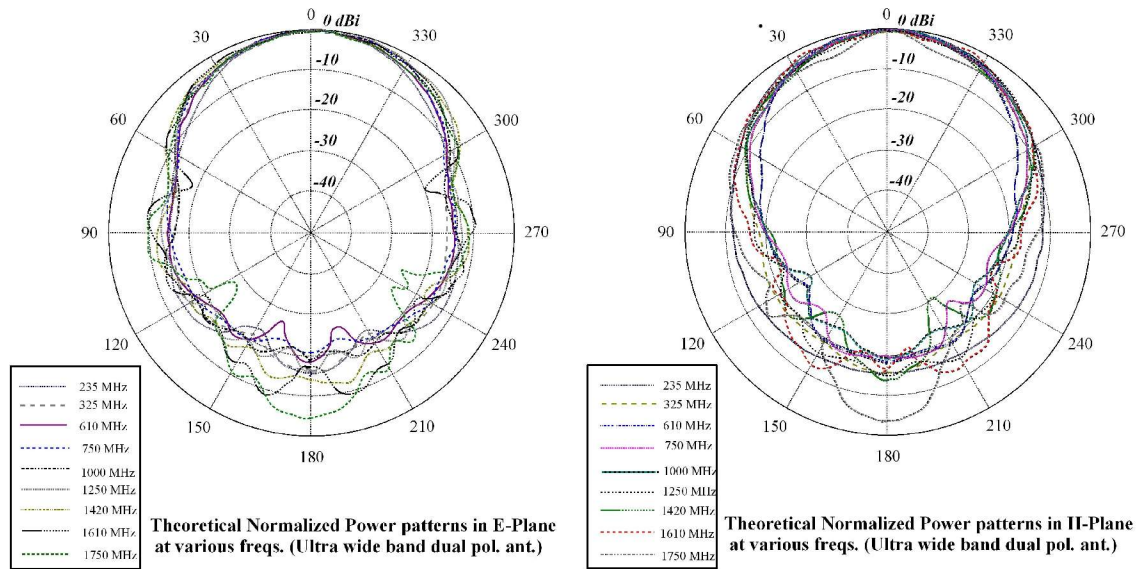 0
0 dBi
30
330
-10
-20
60
300
-30
-40
90
270
120
240
150
210
180
235 MHz
325 MHz
610 MHz
750 MHz
1000 MHz
1250 MHz
1420 MHz
1610 MHz
1750 MHz
Theoretical Normalized Power patterns in E-Plane
at various freqs. (Ultra wide band dual pol. ant.)
0
0 dBi
30
330
-10
-20
60
300
-30
-40
90
270
120
240
150
210
180
235 MHz
325 MHz
610 MHz
750 MHz
1000 MHz
1250 MHz
1420 MHz
1610 MHz
1750 MHz
Theoretical Normalized Power patterns in H-Plane
at various freqs. (Ultra wide band dual pol. ant.)